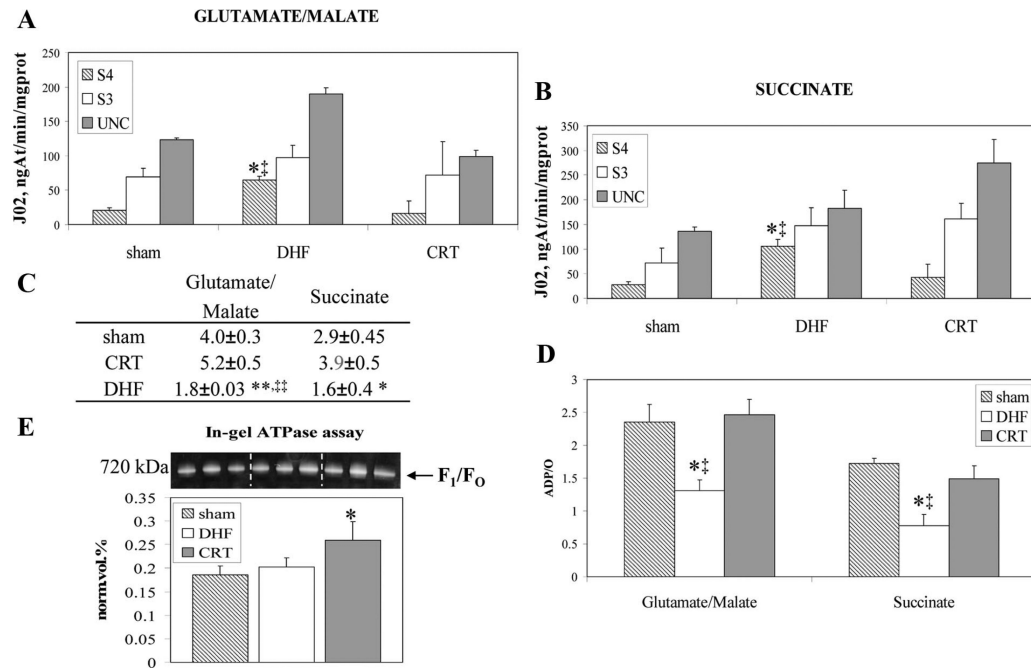 A
GLUTAMATE/MALATE
J02, ngAt/min/mgprot
250
200
150
100
50
0
S4
S3
UNC
*‡
sham DHF CRT
B
SUCCINATE
J02, ngAt/min/mgprot
350
300
250
200
150
100
50
0
S4
S3
UNC
*‡
sham DHF CRT
C
Glutamate/ Malate Succinate
sham 4.0±0.3 2.9±0.45
CRT 5.2±0.5 3.9±0.5
DHF 1.8±0.03 **,‡‡ 1.6±0.4 *
D
ADP/O
3
2.5
2
1.5
1
0.5
0
sham
DHF
CRT
*‡
*‡
Glutamate/Malate Succinate
E
In-gel ATPase assay
720 kDa
F1/FO
norm.vol.%
0.35
0.3
0.25
0.2
0.15
0.1
0.05
0
sham
DHF
CRT
*